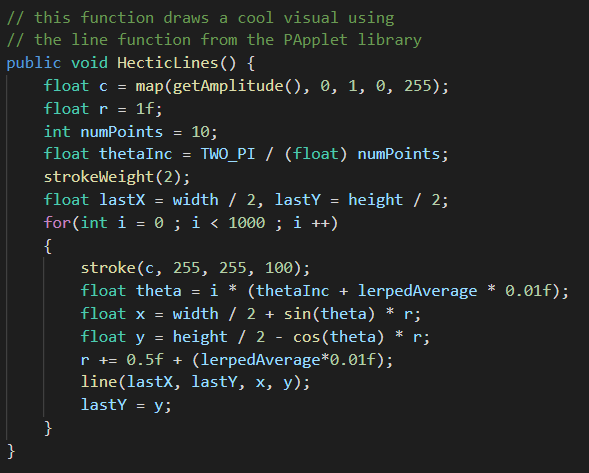 // this function draws a cool visual using
// the line function from the PApplet library
public void HecticLines() {
    float c = map(getAmplitude(), 0, 1, 0, 255);
    float r = 1f;
    int numPoints = 10;
    float thetaInc = TWO_PI / (float) numPoints;
    strokeWeight(2);
    float lastX = width / 2, lastY = height / 2;
    for(int i = 0 ; i < 1000 ; i ++)
    {
        stroke(c, 255, 255, 100);
        float theta = i * (thetaInc + lerpedAverage * 0.01f);
        float x = width / 2 + sin(theta) * r;
        float y = height / 2 - cos(theta) * r;
        r += 0.5f + (lerpedAverage*0.01f);
        line(lastX, lastY, x, y);
        lastY = y;
    }
}